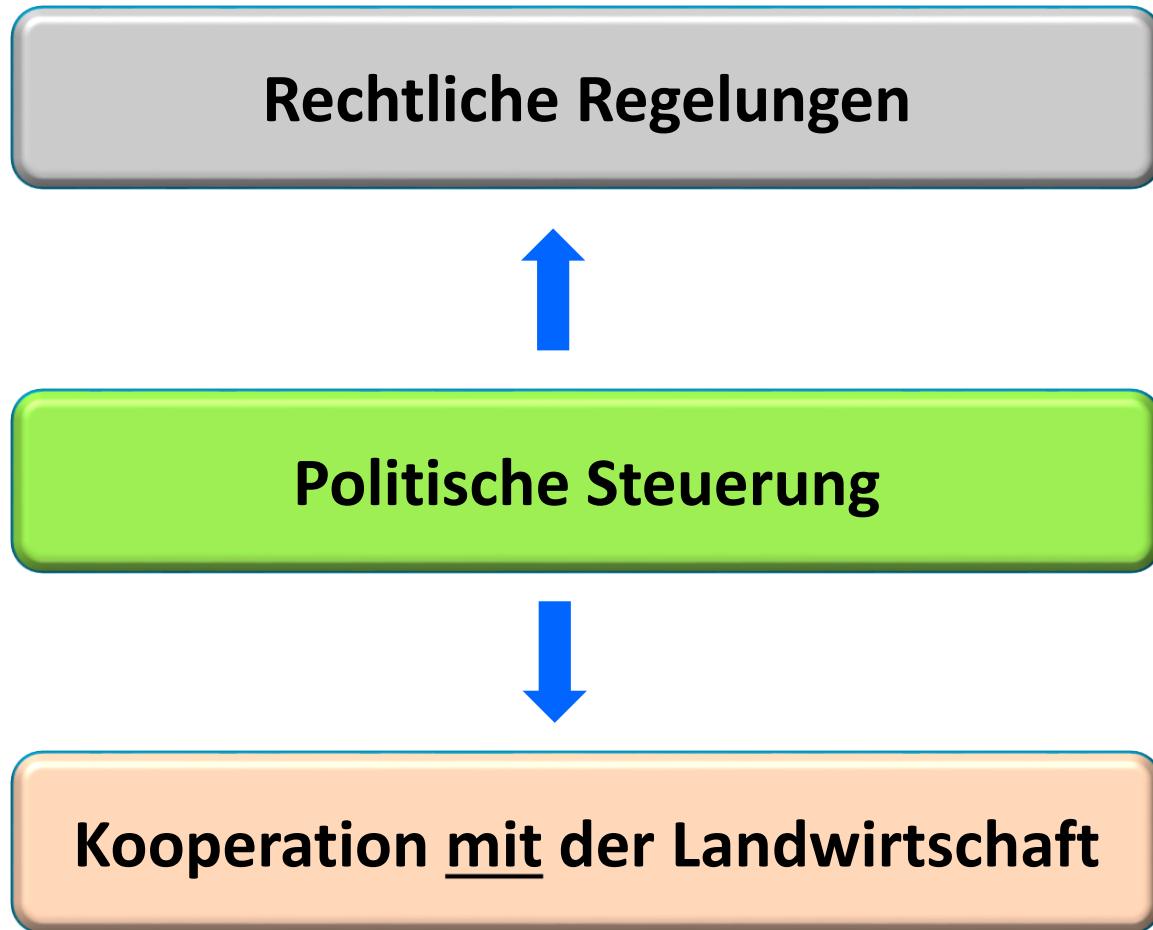 Rechtliche Regelungen
Politische Steuerung
Kooperation mit der Landwirtschaft